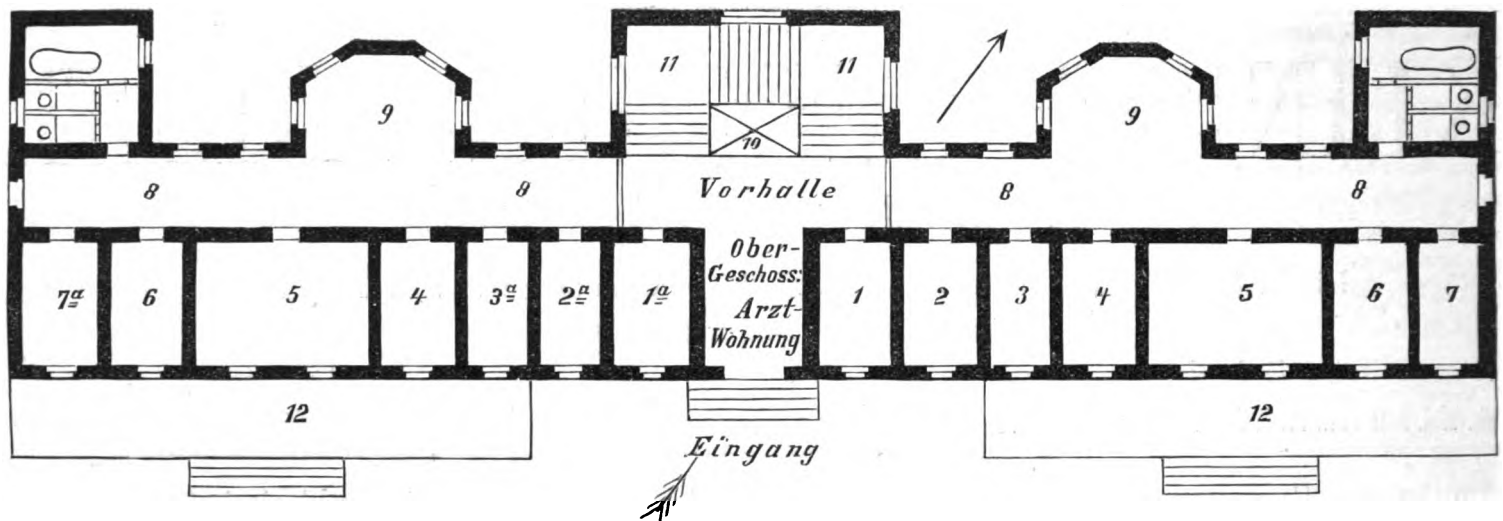 11 11
9 9
10
8 8 Vorhalle 8 8
Ober-
Geschoss:
Arzt-
Wohnung
7a 6 5 4 3a 2a 1a 1 2 3 4 5 6 7
12 12
Eingang